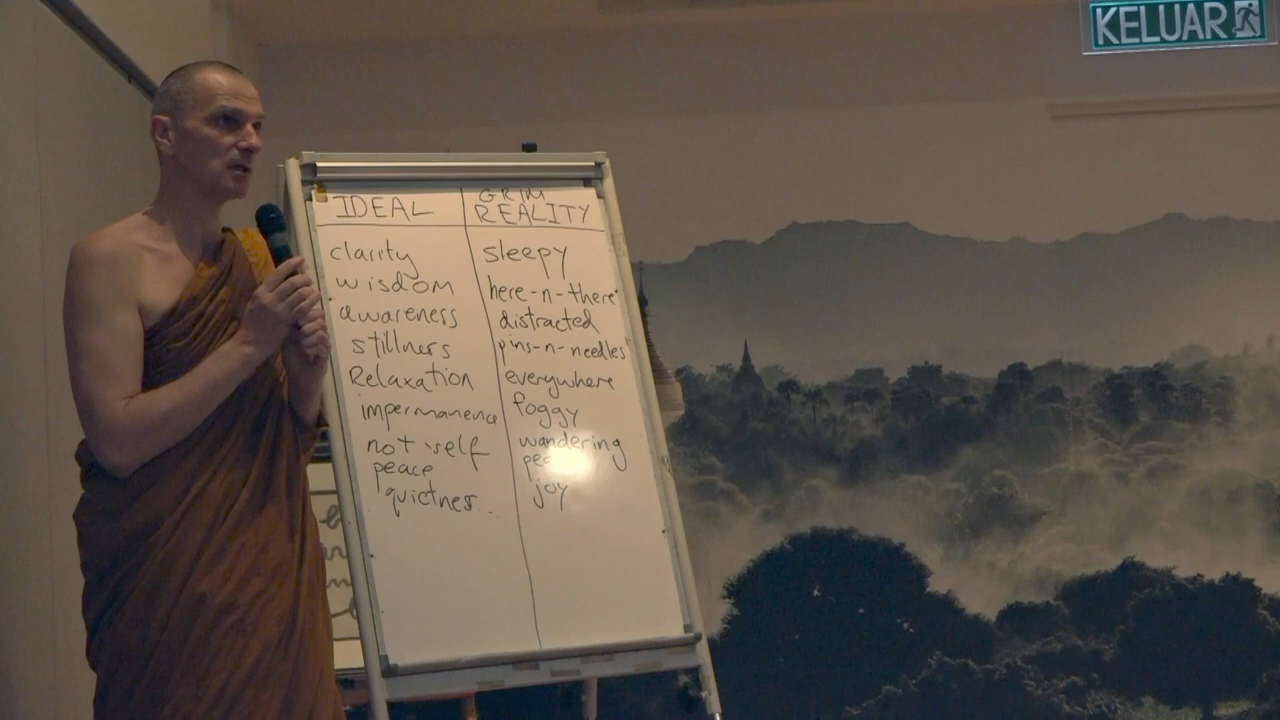 KELUAR
IDEAL
clarity
wisdom
awareness
stillness
Relaxation
impermanence
not self
peace
quietness...
GRIM
REALITY
sleepy
here-n-there
distracted
pins-n-needles
everywhere
foggy
wandering
joy